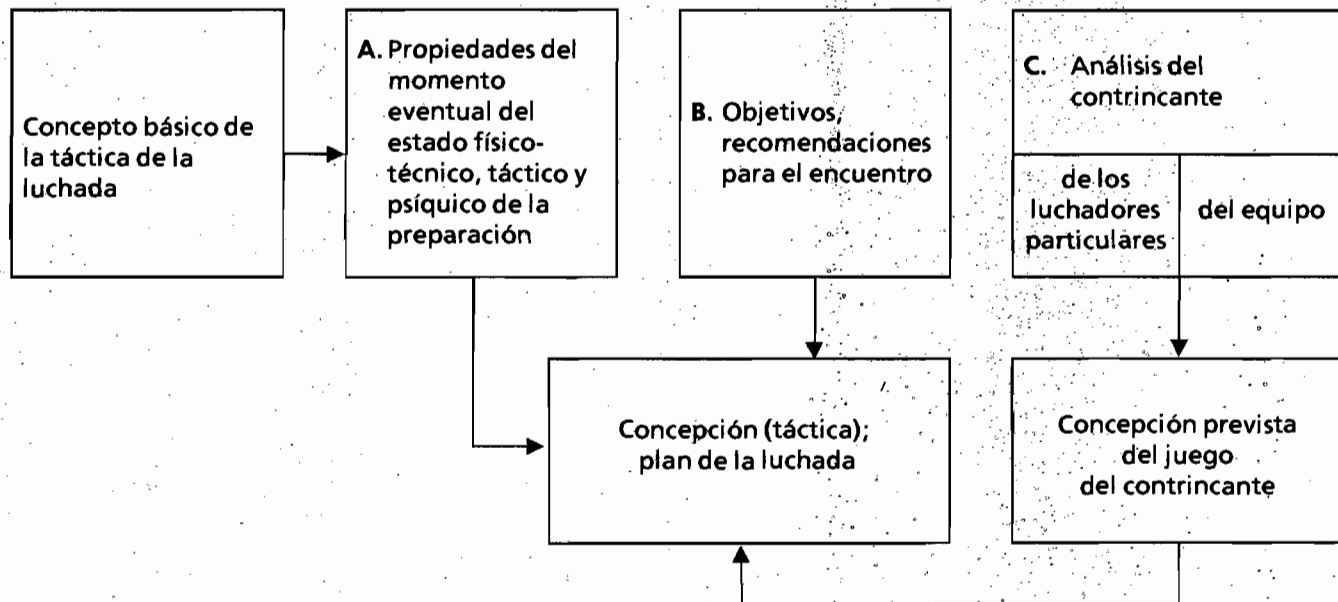 Concepto básico de
la táctica de la
luchada
A. Propiedades del
momento
eventual del
estado físico-
técnico, táctico y
psíquico de la
preparación
B. Objetivos,
recomendaciones
para el encuentro
C. Análisis del
contrincante
de los
luchadores
particulares
del equipo
Concepción (táctica);
plan de la luchada
Concepción prevista
del juego
del contrincante